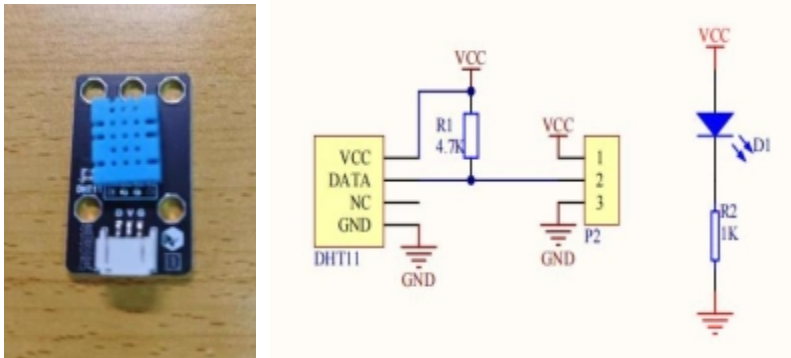 DHT11
D V G
D
VCC
R1
4.7K
VCC
DATA
NC
GND
DHT11
GND
VCC
1
2
3
P2
GND
VCC
D1
R2
1K